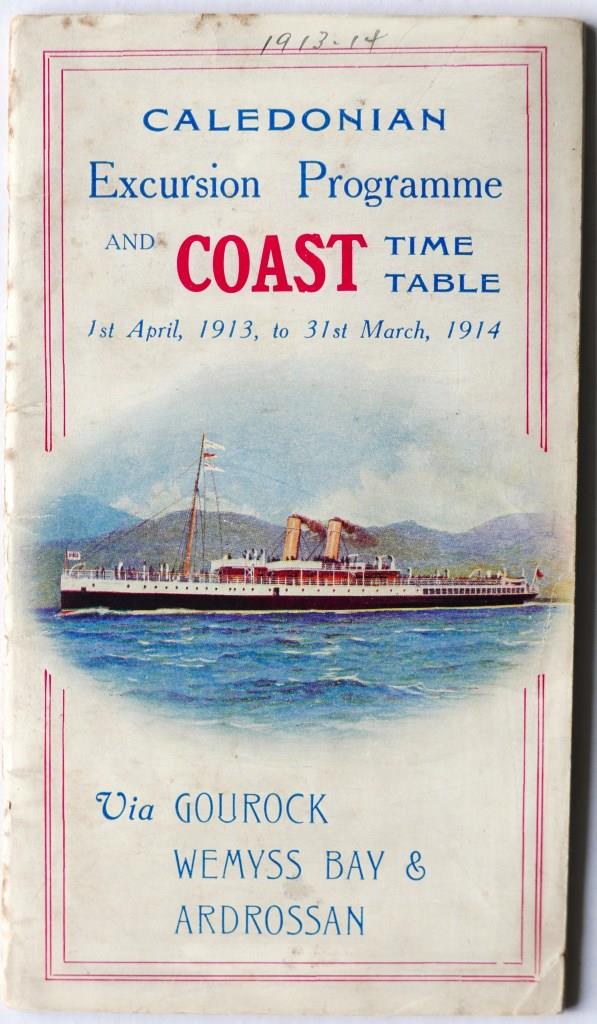 1913-14
CALEDONIAN
Excursion Programme
AND COAST TIME
TABLE
1st April, 1913, to 31st March, 1914
Via GOUROCK
WEMYSS BAY &
ARDROSSAN